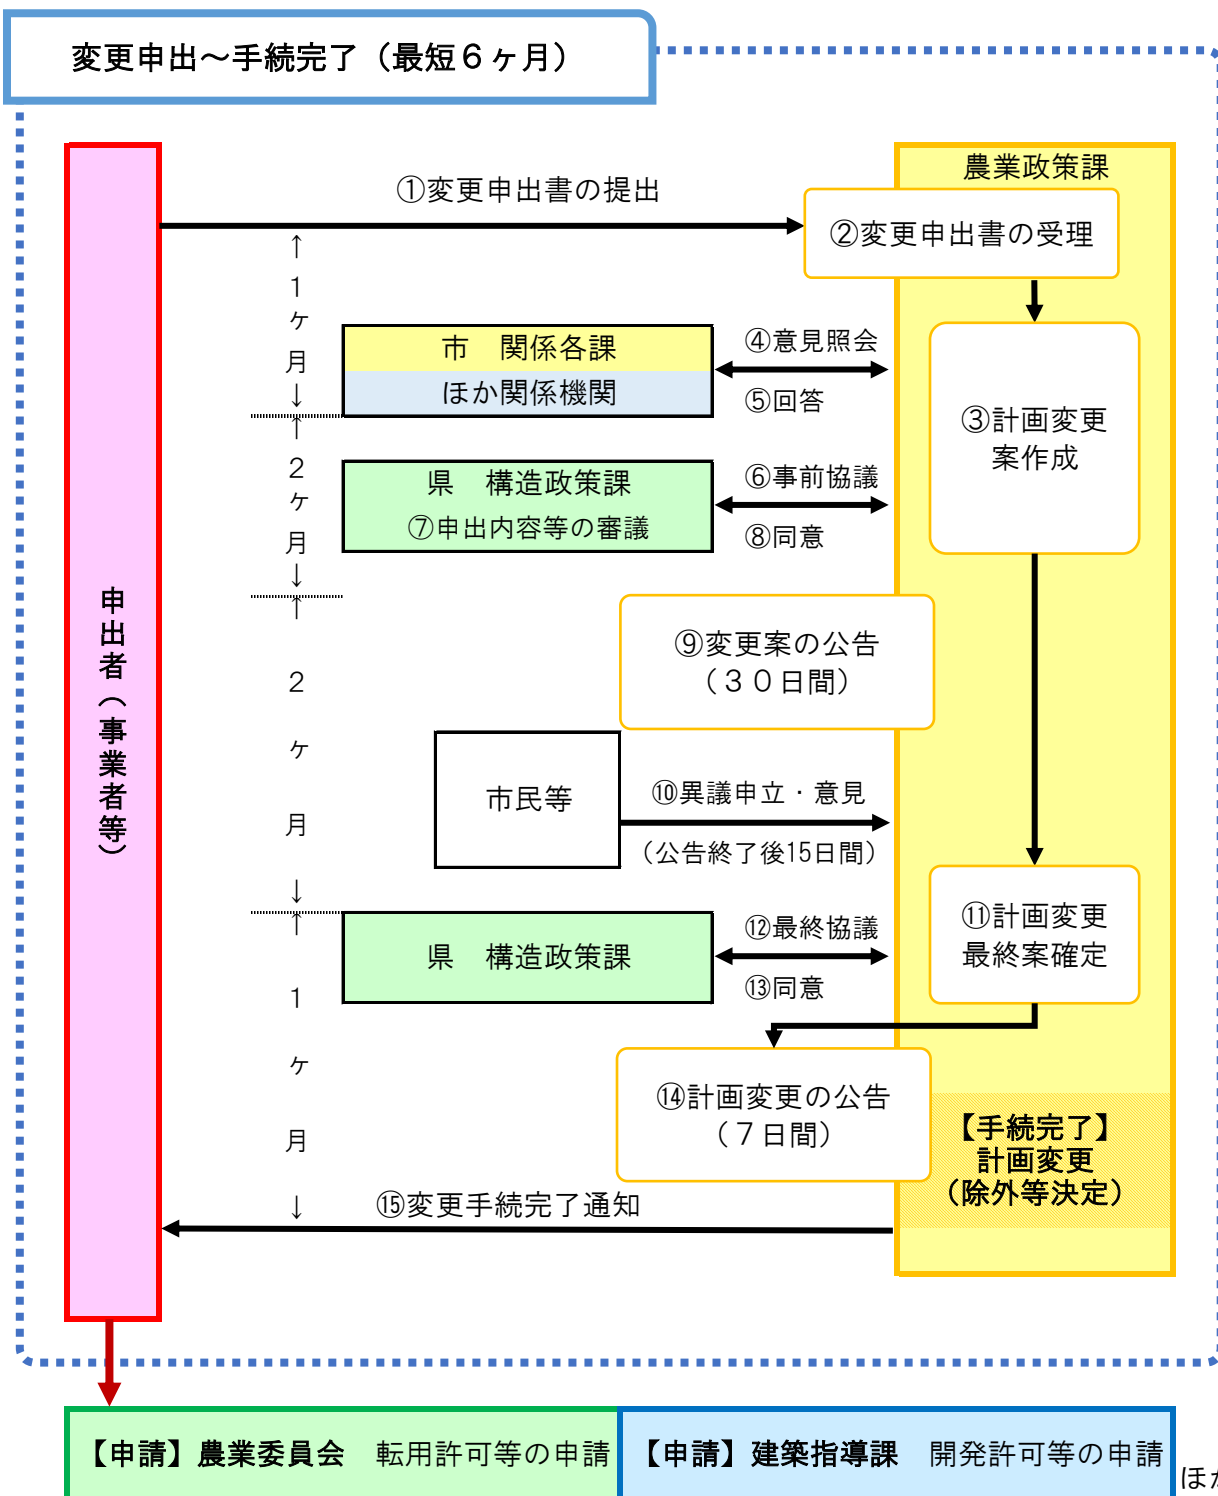 変更申出～手続完了（最短６ヶ月）
農業政策課
①変更申出書の提出
②変更申出書の受理
↑
1
ヶ
月
↓
市　関係各課
ほか関係機関
④意見照会
⑤回答
③計画変更
案作成
↑
2
ヶ
月
↓
県　構造政策課
⑦申出内容等の審議
⑥事前協議
⑧同意
申出者（事業者等）
↑
2
ヶ
月
↓
⑨変更案の公告
（３０日間）
市民等
⑩異議申立・意見
（公告終了後15日間）
⑪計画変更
最終案確定
↑
1
ヶ
月
↓
県　構造政策課
⑫最終協議
⑬同意
⑭計画変更の公告
（７日間）
【手続完了】
計画変更
（除外等決定）
⑮変更手続完了通知
【申請】農業委員会　転用許可等の申請
【申請】建築指導課　開発許可等の申請
ほか